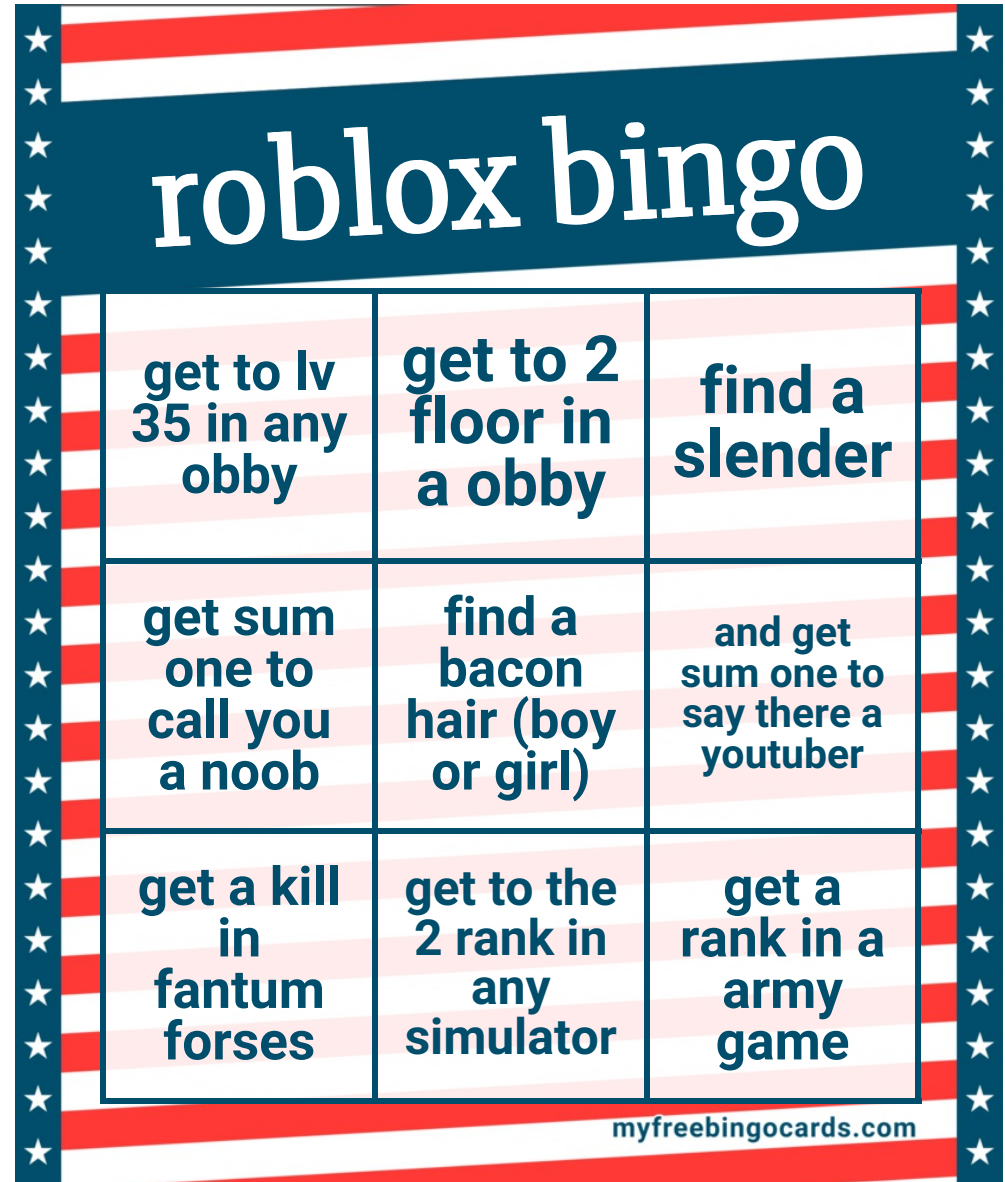 roblox bingo
get to lv
35 in any
obby
get to 2
floor in
a obby
find a
slender
get sum
one to
call you
a noob
find a
bacon
hair (boy
or girl)
and get
sum one to
say there a
youtuber
get a kill
in
fantum
forses
get to the
2 rank in
any
simulator
get a
rank in a
army
game
myfreebingocards.com